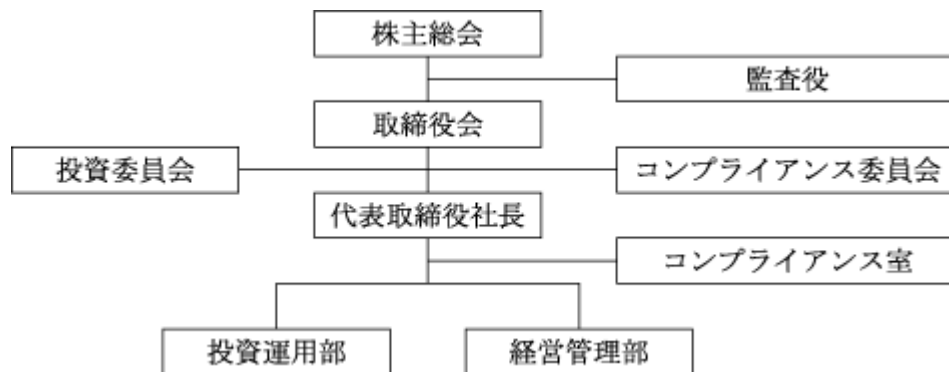 株主総会
監査役
取締役会
投資委員会
コンプライアンス委員会
代表取締役社長
コンプライアンス室
投資運用部
経営管理部